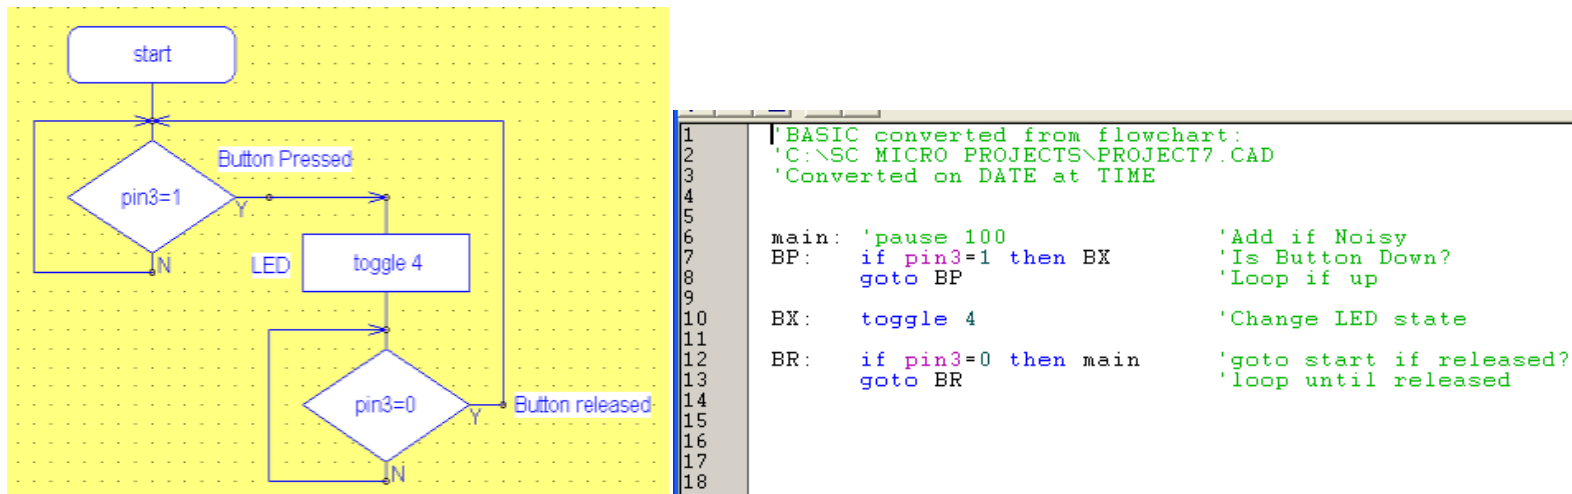 start
Button Pressed
pin3=1
Y
N
LED
toggle 4
pin3=0
Y
Button released
N
1 'BASIC converted from flowchart:
2 'C:\SC MICRO PROJECTS\PROJECT7.CAD
3 'Converted on DATE at TIME
4
5
6 main: 'pause 100 'Add if Noisy
7 BP: if pin3=1 then BX 'Is Button Down?
8 goto BP 'Loop if up
9
10 BX: toggle 4 'Change LED state
11
12 BR: if pin3=0 then main 'goto start if released?
13 goto BR 'loop until released
14
15
16
17
18